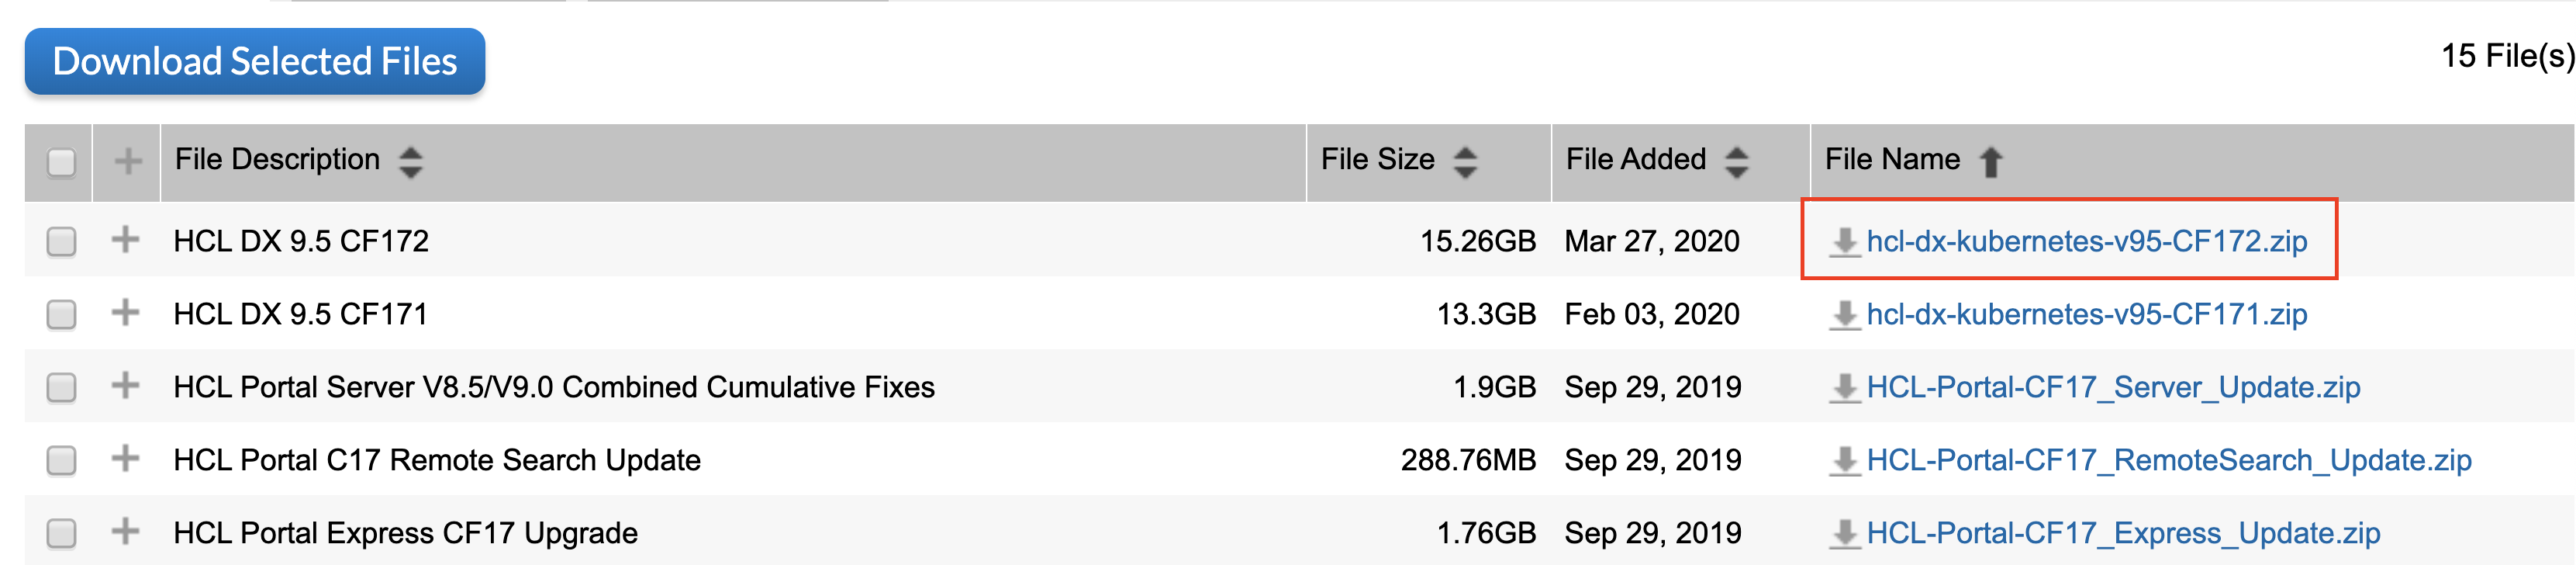 Download Selected Files
15 File(s)
File Description File Size File Added File Name
HCL DX 9.5 CF172 15.26GB Mar 27, 2020 hcl-dx-kubernetes-v95-CF172.zip
HCL DX 9.5 CF171 13.3GB Feb 03, 2020 hcl-dx-kubernetes-v95-CF171.zip
HCL Portal Server V8.5/V9.0 Combined Cumulative Fixes 1.9GB Sep 29, 2019 HCL-Portal-CF17_Server_Update.zip
HCL Portal C17 Remote Search Update 288.76MB Sep 29, 2019 HCL-Portal-CF17_RemoteSearch_Update.zip
HCL Portal Express CF17 Upgrade 1.76GB Sep 29, 2019 HCL-Portal-CF17_Express_Update.zip